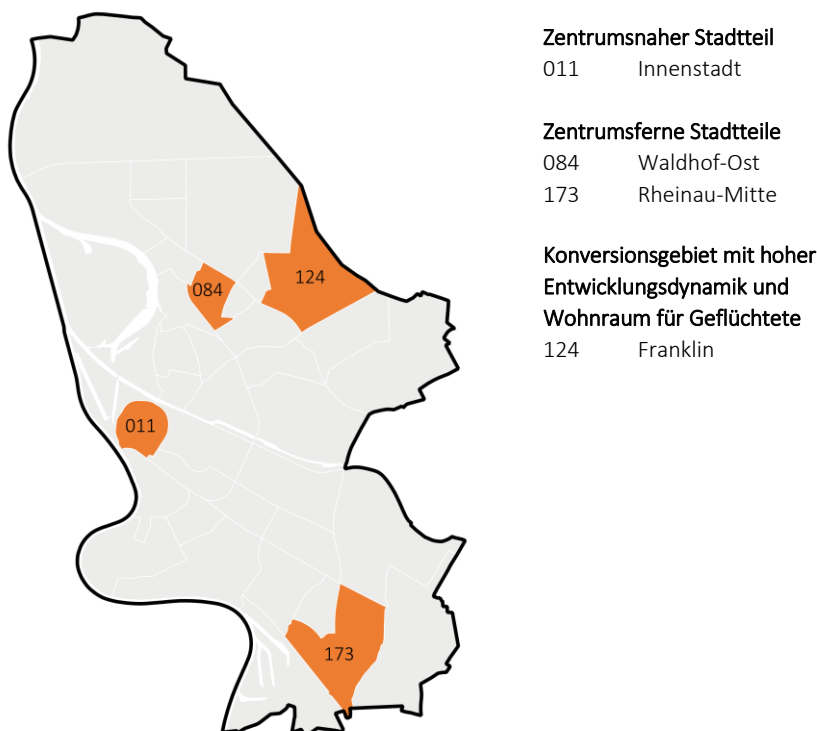 Zentrumsnaher Stadtteil
011 Innenstadt
Zentrumsferne Stadtteile
084 Waldhof-Ost
173 Rheinau-Mitte
Konversionsgebiet mit hoher
Entwicklungsdynamik und
Wohnraum für Geflüchtete
124 Franklin
124
084
011
173